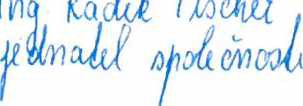 Ing. Radek Fischer
jednatel společnosti